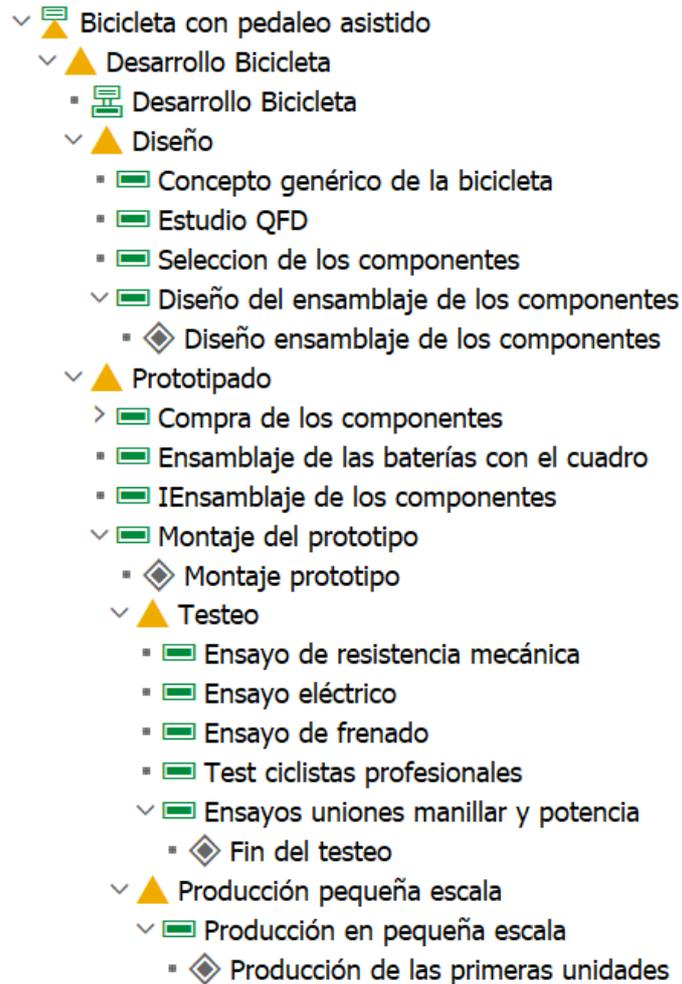 Bicicleta con pedaleo asistido
Desarrollo Bicicleta
Desarrollo Bicicleta
Diseño
Concepto genérico de la bicicleta
Estudio QFD
Seleccion de los componentes
Diseño del ensamblaje de los componentes
Diseño ensamblaje de los componentes
Prototipado
Compra de los componentes
Ensamblaje de las baterías con el cuadro
IEnsamblaje de los componentes
Montaje del prototipo
Montaje prototipo
Testeo
Ensayo de resistencia mecánica
Ensayo eléctrico
Ensayo de frenado
Test ciclistas profesionales
Ensayos uniones manillar y potencia
Fin del testeo
Producción pequeña escala
Producción en pequeña escala
Producción de las primeras unidades